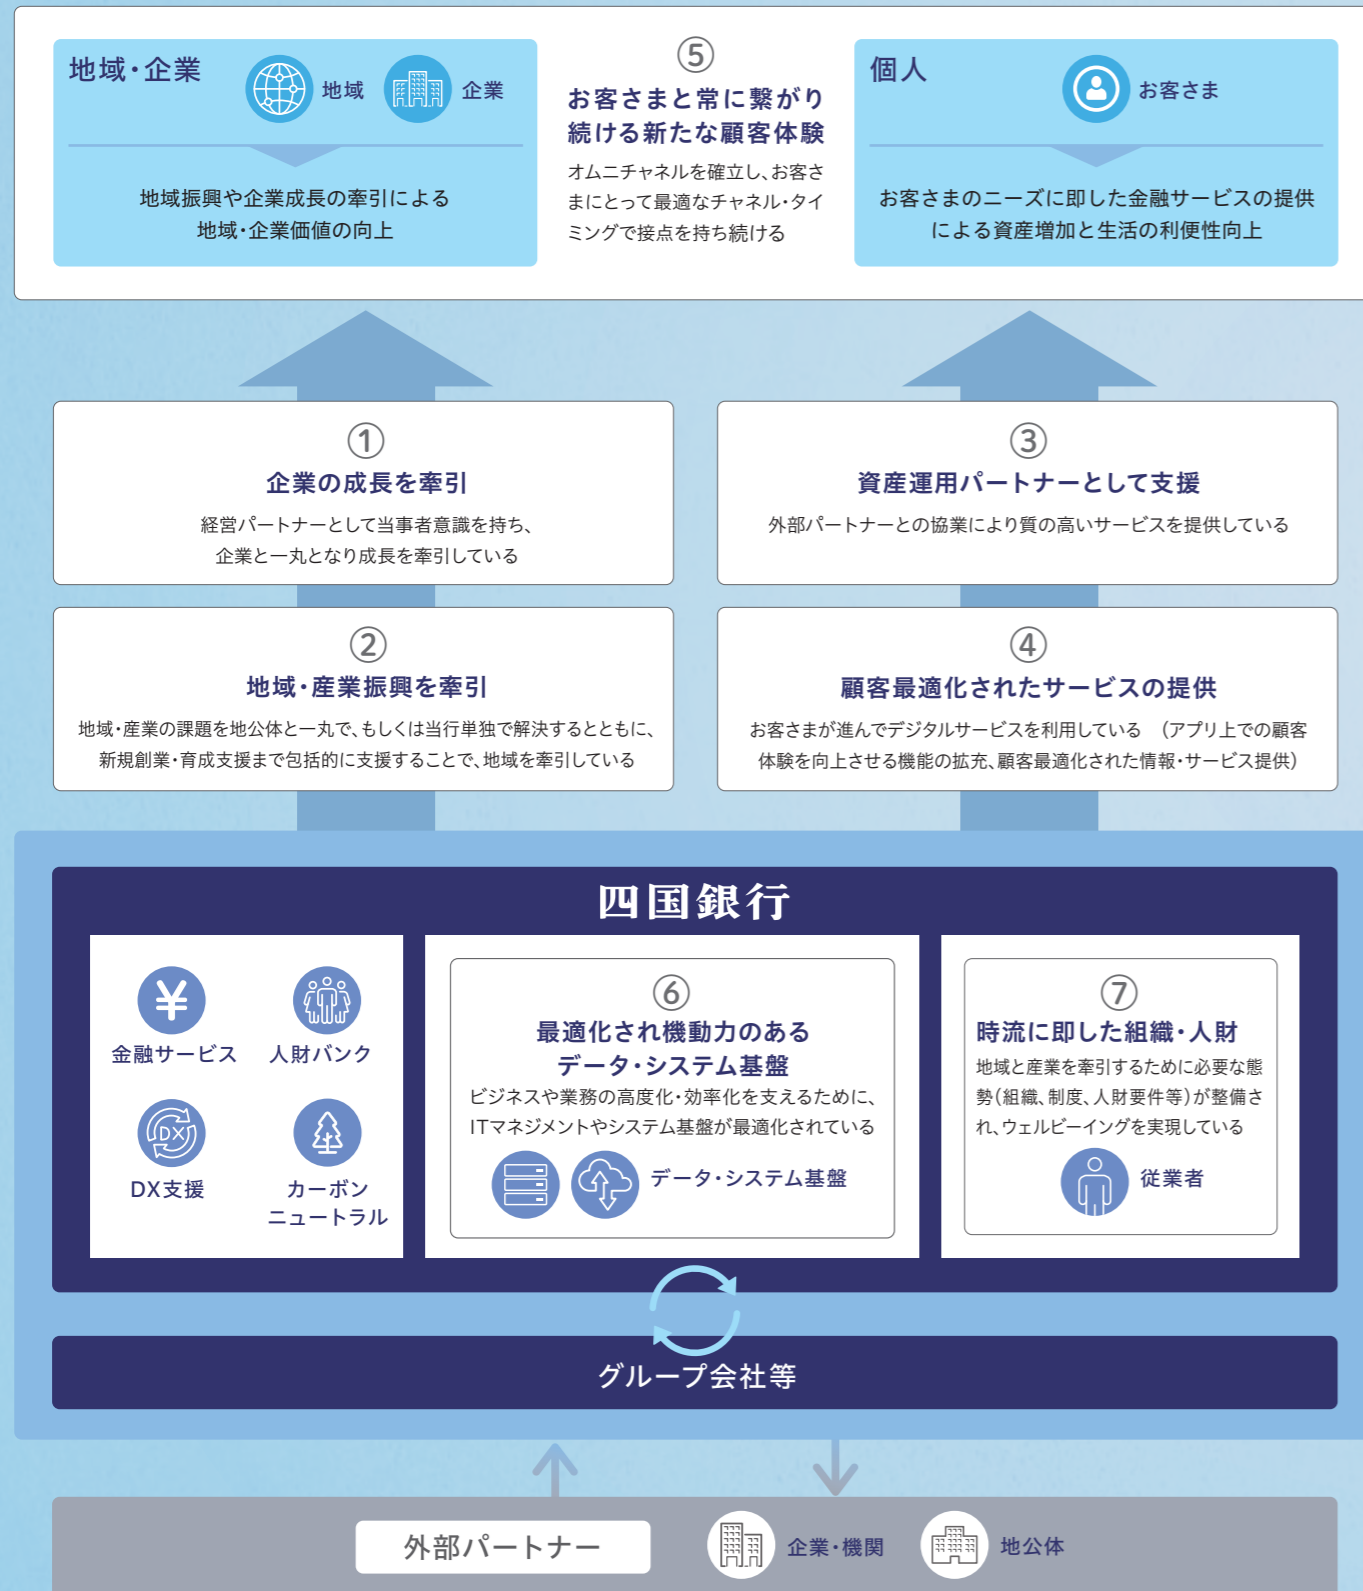 地域・企業
地域
企業
地域振興や企業成長の牽引による
地域・企業価値の向上
⑤
お客さまと常に繋がり
続ける新たな顧客体験
オムニチャネルを確立し、お客さ
まにとって最適なチャネル・タイ
ミングで接点を持ち続ける
個人
お客さま
お客さまのニーズに即した金融サービスの提供
による資産増加と生活の利便性向上
①
企業の成長を牽引
経営パートナーとして当事者意識を持ち、
企業と一丸となり成長を牽引している
②
地域・産業振興を牽引
地域・産業の課題を地公体と一丸で、もしくは当行単独で解決するとともに、
新規創業・育成支援まで包括的に支援することで、地域を牽引している
③
資産運用パートナーとして支援
外部パートナーとの協業により質の高いサービスを提供している
④
顧客最適化されたサービスの提供
お客さまが進んでデジタルサービスを利用している　（アプリ上での顧客
体験を向上させる機能の拡充、顧客最適化された情報・サービス提供）
四国銀行
¥
金融サービス
人財バンク
DX
DX支援
カーボン
ニュートラル
⑥
最適化され機動力のある
データ・システム基盤
ビジネスや業務の高度化・効率化を支えるために、
ITマネジメントやシステム基盤が最適化されている
データ・システム基盤
⑦
時流に即した組織・人財
地域と産業を牽引するために必要な態
勢（組織、制度、人財要件等）が整備さ
れ、ウェルビーイングを実現している
従業者
グループ会社等
外部パートナー
企業・機関
地公体